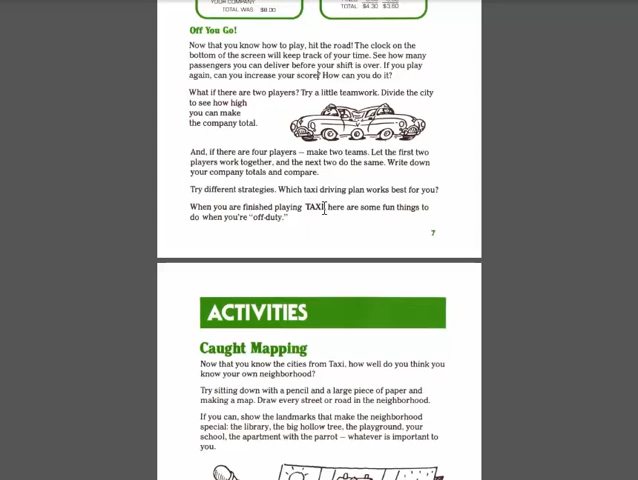 YOUR COMPANY
TOTAL WAS: $8.00
TOTAL $4.30 $3.60
Off You Go!
Now that you know how to play, hit the road! The clock on the
bottom of the screen will keep track of your time. See how many
passengers you can deliver before your shift is over. If you play
again, can you increase your score? How can you do it?
What if there are two players? Try a little teamwork. Divide the city
to see how high
you can make
the company total.
And, if there are four players — make two teams. Let the first two
players work together, and the next two do the same. Write down
your company totals and compare.
Try different strategies. Which taxi driving plan works best for you?
When you are finished playing TAXI, here are some fun things to
do when you're "off-duty."
7
ACTIVITIES
Caught Mapping
Now that you know the cities from Taxi, how well do you think you
know your own neighborhood?
Try sitting down with a pencil and a large piece of paper and
making a map. Draw every street or road in the neighborhood.
If you can, show the landmarks that make the neighborhood
special: the library, the big hollow tree, the playground, your
school, the apartment with the parrot — whatever is important to
you.